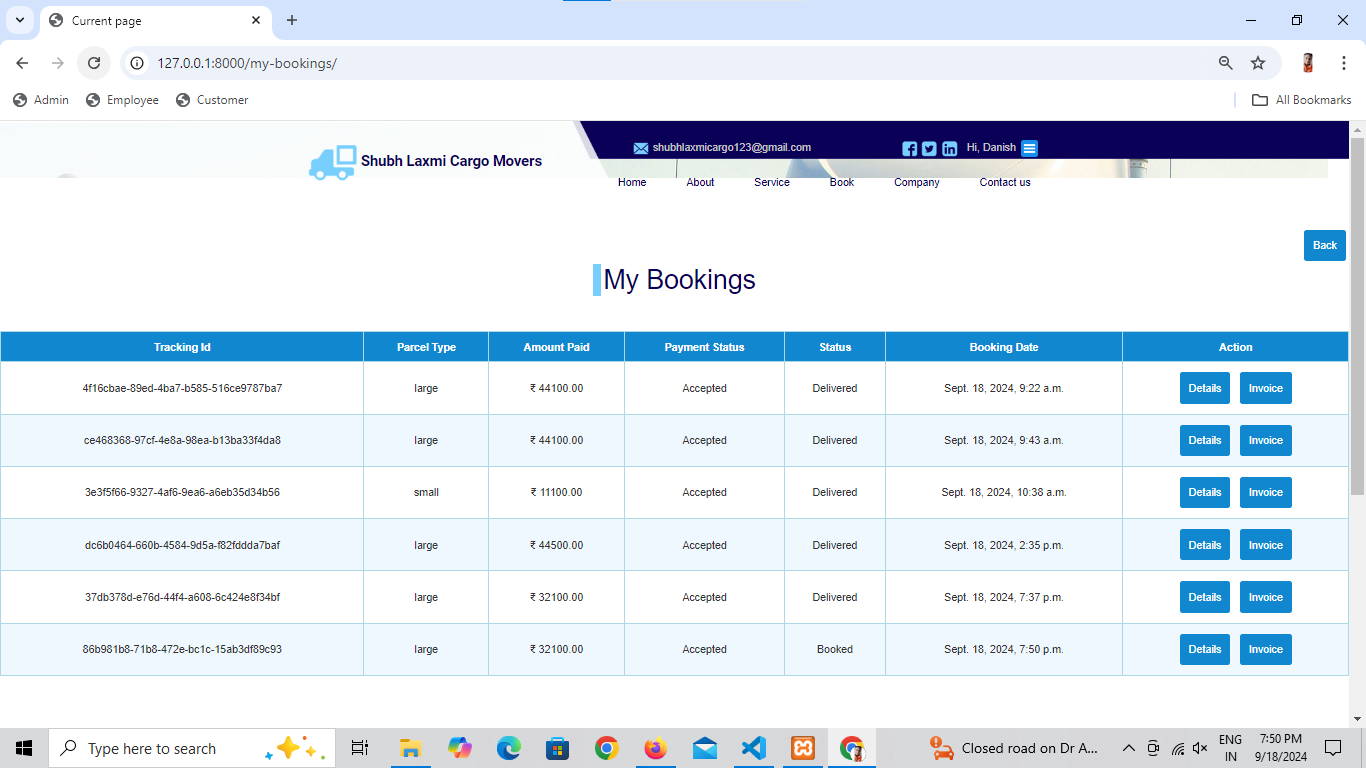 Current page
127.0.0.1:8000/my-bookings/
Admin Employee Customer All Bookmarks
Shubh Laxmi Cargo Movers
shubhlaxmicargo123@gmail.com Hi, Danish
Home About Service Book Company Contact us
Back
My Bookings
Tracking Id Parcel Type Amount Paid Payment Status Status Booking Date Action
4f16cbae-89ed-4ba7-b585-516ce9787ba7 large ₹ 44100.00 Accepted Delivered Sept. 18, 2024, 9:22 a.m. Details Invoice
ce468368-97cf-4e8a-98ea-b13ba33f4da8 large ₹ 44100.00 Accepted Delivered Sept. 18, 2024, 9:43 a.m. Details Invoice
3e3f5f66-9327-4af6-9ea6-a6eb35d34b56 small ₹ 11100.00 Accepted Delivered Sept. 18, 2024, 10:38 a.m. Details Invoice
dc6b0464-660b-4584-9d5a-f82fddda7baf large ₹ 44500.00 Accepted Delivered Sept. 18, 2024, 2:35 p.m. Details Invoice
37db378d-e76d-44f4-a608-6c424e8f34bf large ₹ 32100.00 Accepted Delivered Sept. 18, 2024, 7:37 p.m. Details Invoice
86b981b8-71b8-472e-bc1c-15ab3df89c93 large ₹ 32100.00 Accepted Booked Sept. 18, 2024, 7:50 p.m. Details Invoice
Type here to search
Closed road on Dr A...
ENG 7:50 PM
IN 9/18/2024